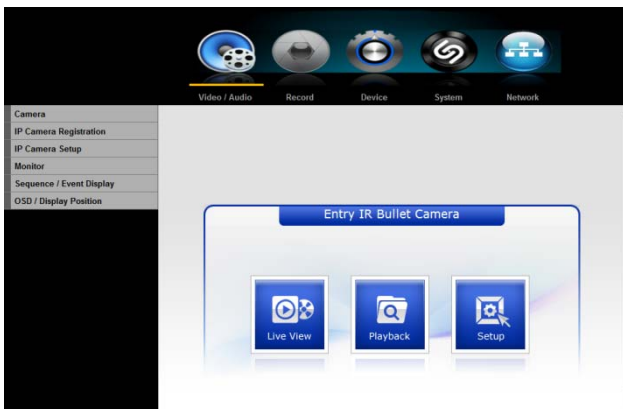 Video / Audio
Record
Device
System
Network
Camera
IP Camera Registration
IP Camera Setup
Monitor
Sequence / Event Display
OSD / Display Position
Entry IR Bullet Camera
Live View
Playback
Setup